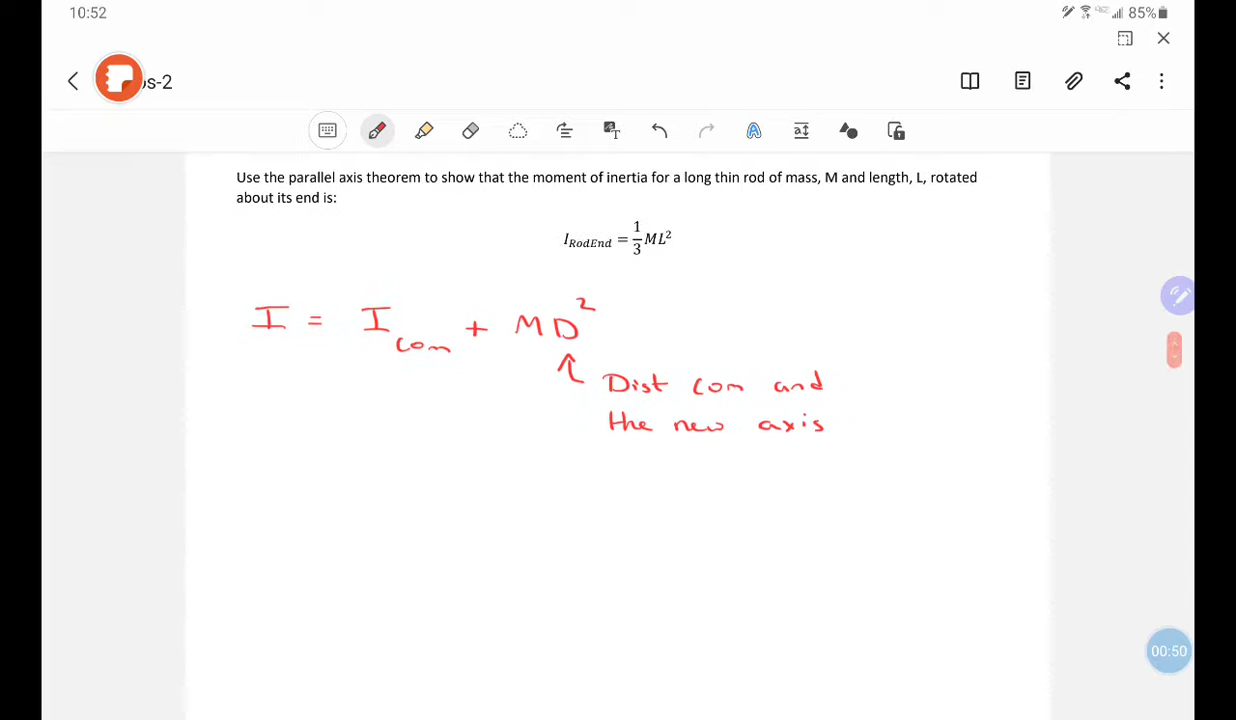 10:52
85%
os-2
Use the parallel axis theorem to show that the moment of inertia for a long thin rod of mass, M and length, L, rotated
about its end is:
I_RodEnd = 1/3 ML²
I = I_com + MD²
Dist com and
the new axis
00:50